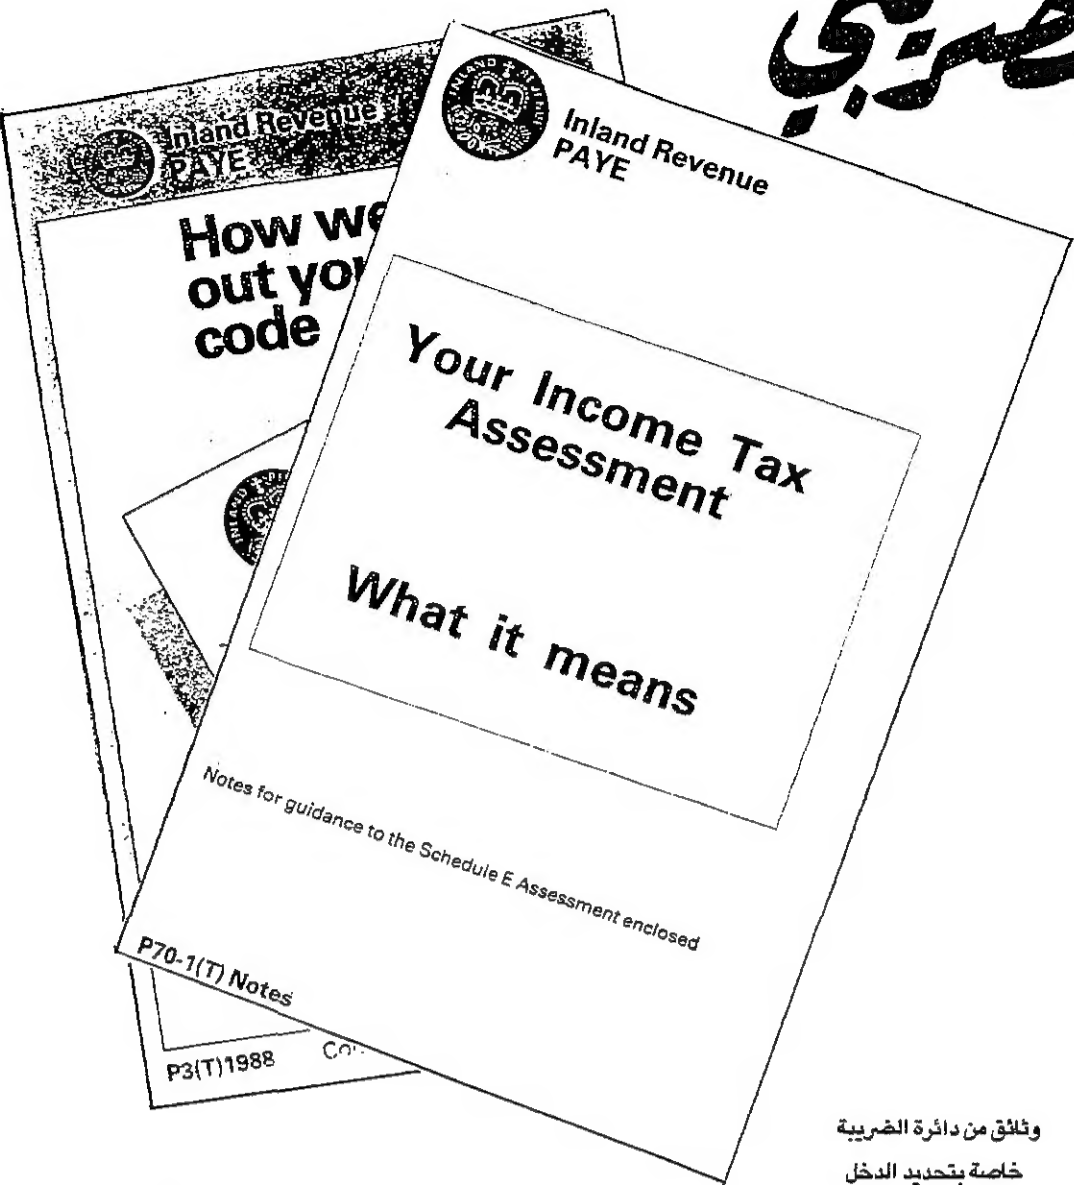 Inland Revenue
PAYE
How we
out you
code
P3(T)1988
Inland Revenue
PAYE
Your Income Tax
Assessment
What it means
Notes for guidance to the Schedule E Assessment enclosed
P70-1(T) Notes
وثائق من دائرة الضريبة
خاصة بتحديد الدخل